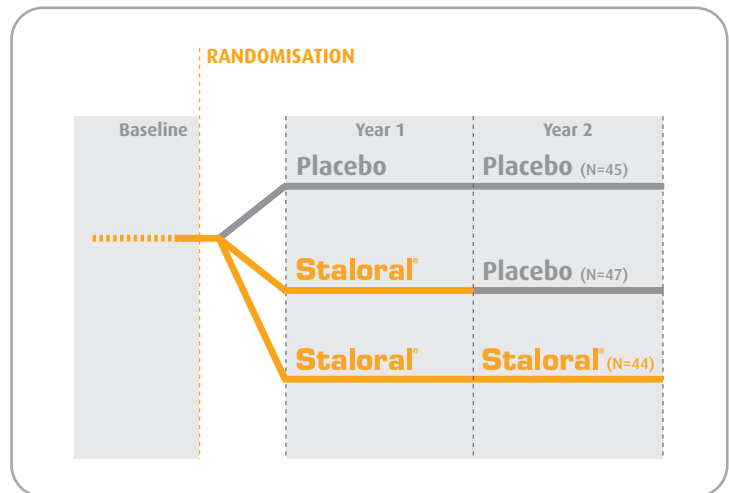 RANDOMISATION
Baseline
Year 1
Year 2
Placebo
Placebo (N=45)
Staloral®
Placebo (N=47)
Staloral®
Staloral® (N=44)